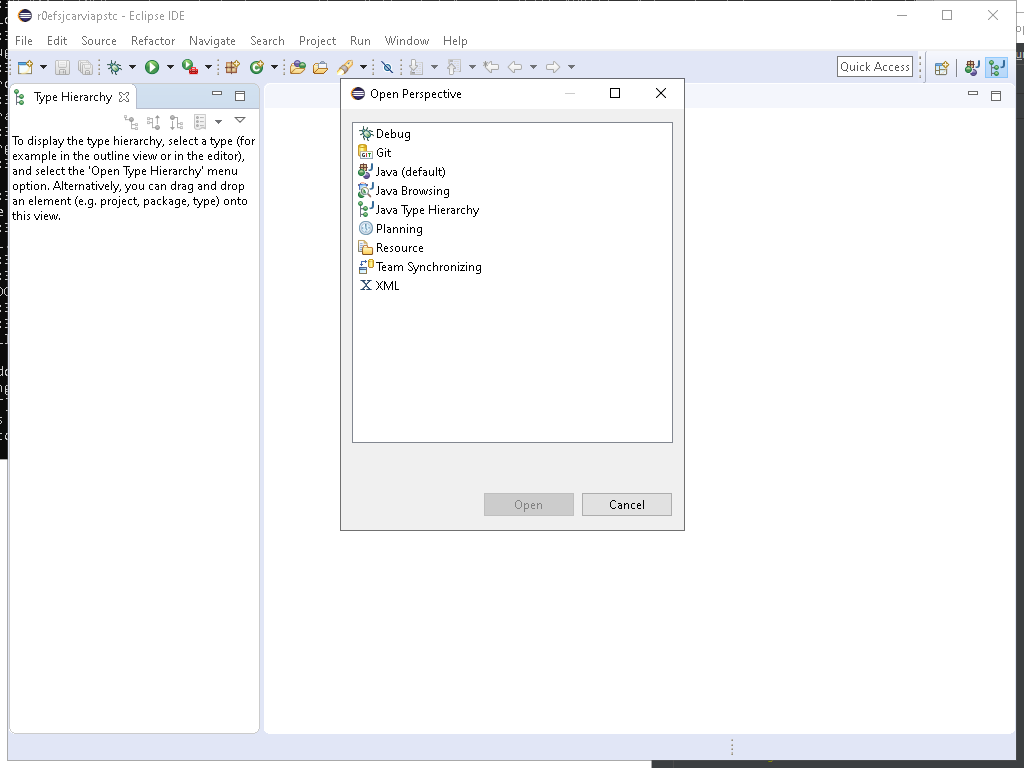 r0efsjcarviapstc - Eclipse IDE
File Edit Source Refactor Navigate Search Project Run Window Help
Quick Access
Type Hierarchy
To display the type hierarchy, select a type (for
example in the outline view or in the editor),
and select the 'Open Type Hierarchy' menu
option. Alternatively, you can drag and drop
an element (e.g. project, package, type) onto
this view.
Open Perspective
Debug
GIT
Git
Java (default)
Java Browsing
Java Type Hierarchy
Planning
Resource
Team Synchronizing
X XML
Open Cancel